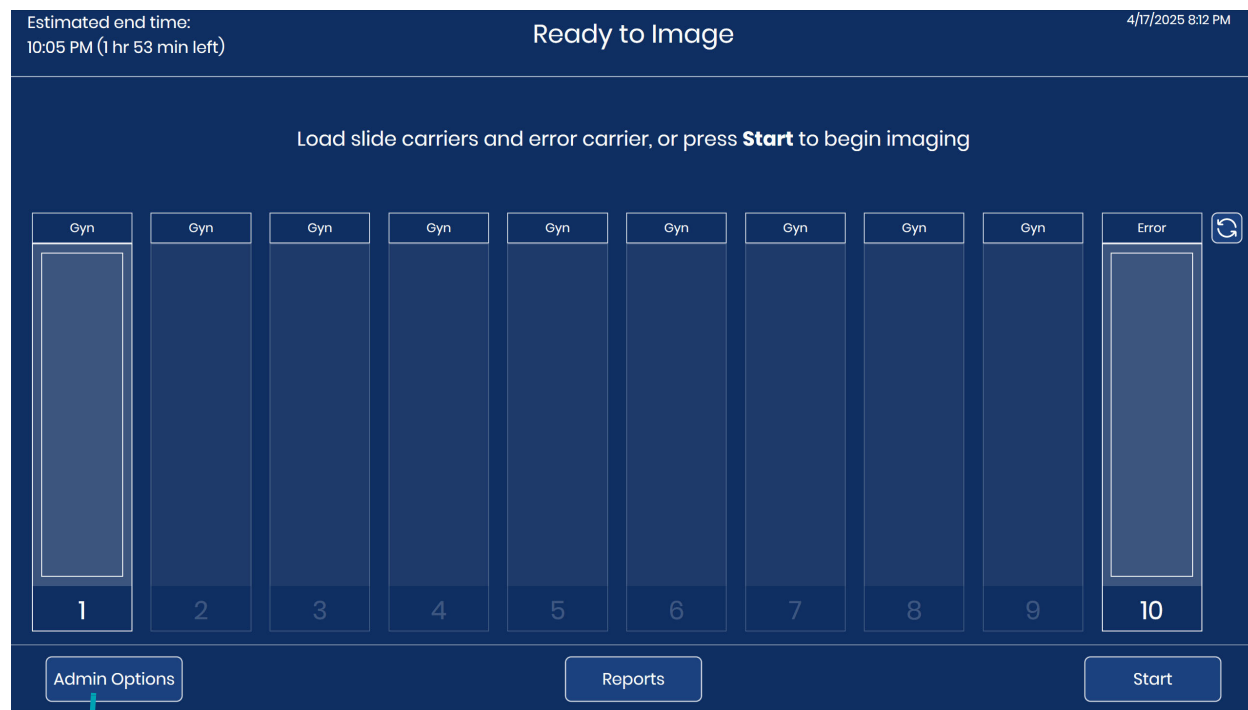 Estimated end time:
10:05 PM (1 hr 53 min left)
Ready to Image
4/17/2025 8:12 PM
Load slide carriers and error carrier, or press Start to begin imaging
Gyn Gyn Gyn Gyn Gyn Gyn Gyn Gyn Gyn Error
1 2 3 4 5 6 7 8 9 10
Admin Options Reports Start